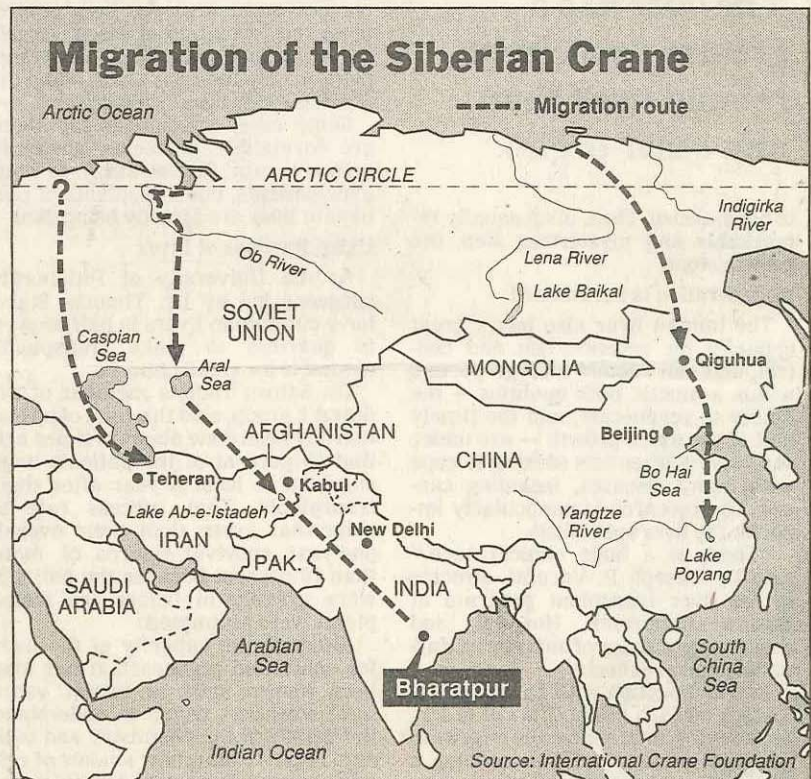 Migration of the Siberian Crane
Arctic Ocean
Migration route
?
ARCTIC CIRCLE
Indigirka
River
Ob River
Lena River
Lake Baikal
SOVIET
UNION
Caspian
Sea
Aral
Sea
MONGOLIA
Qiguhua
AFGHANISTAN
Beijing
CHINA
Bo Hai
Sea
Teheran
Kabul
Lake Ab-e-Istadeh
New Delhi
Yangtze
River
IRAN
PAK.
Lake
Poyang
SAUDI
ARABIA
INDIA
Arabian
Sea
South
China
Sea
Bharatpur
Indian Ocean
Source: International Crane Foundation